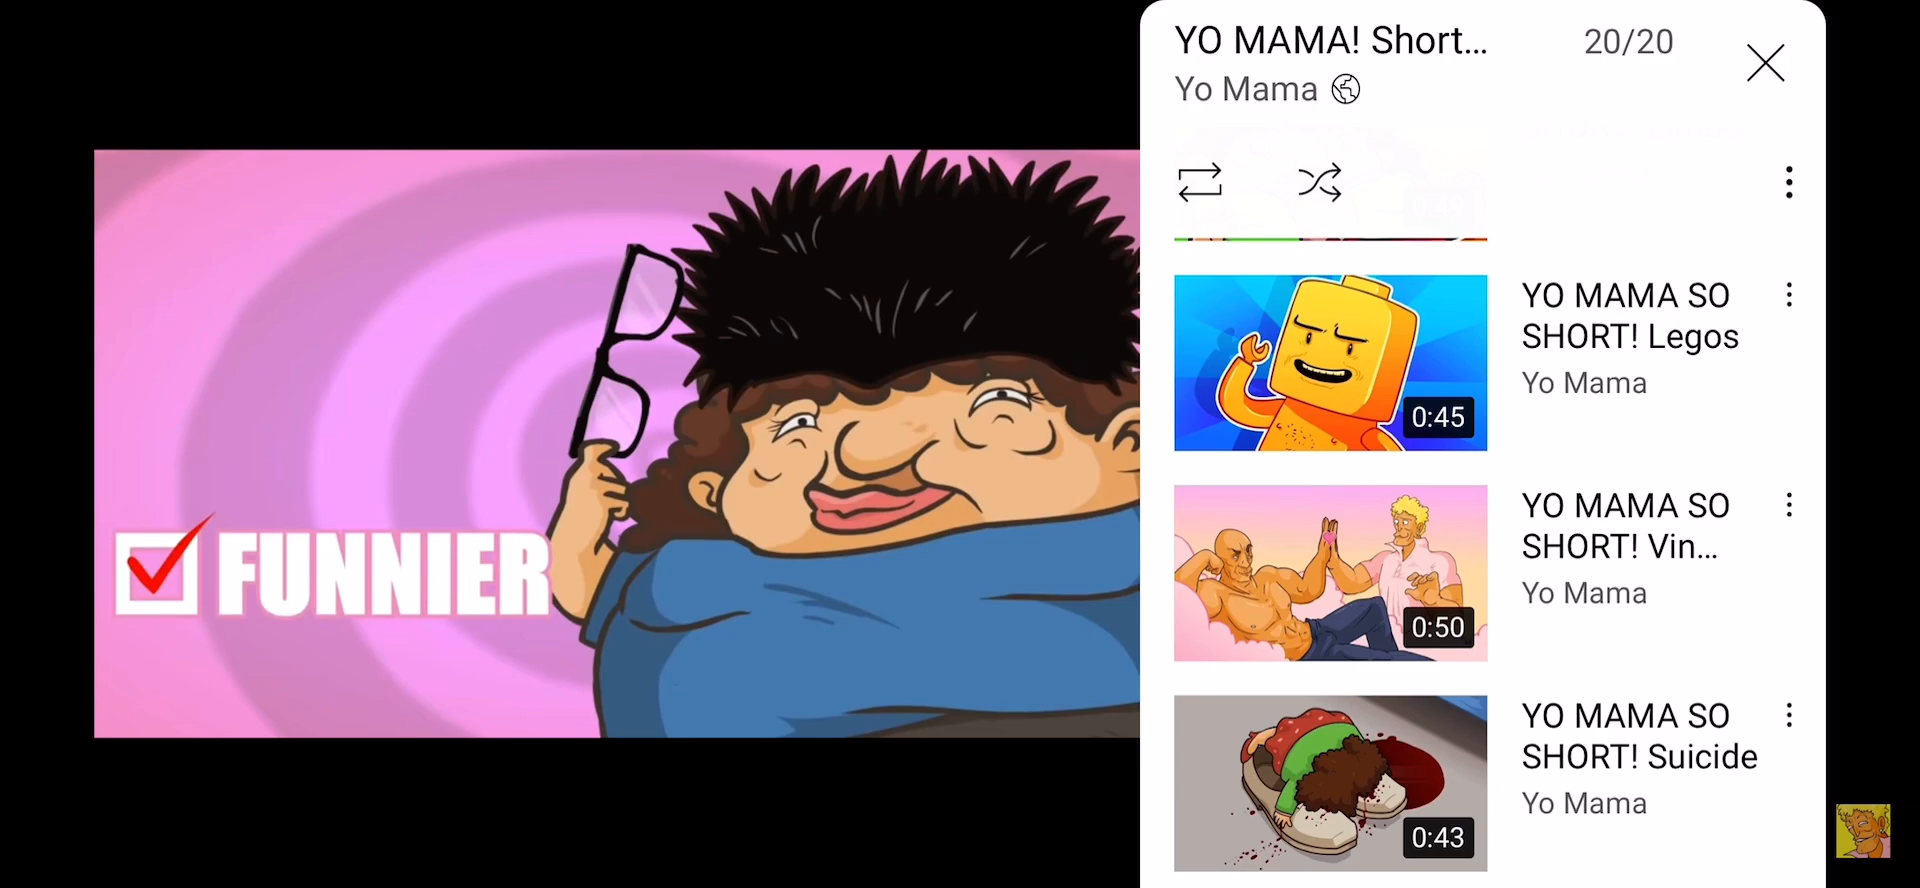 YO MAMA! Short...
20/20
Yo Mama
YO MAMA SO
SHORT! Legos
Yo Mama
0:45
YO MAMA SO
SHORT! Vin...
Yo Mama
0:50
YO MAMA SO
SHORT! Suicide
Yo Mama
0:43
FUNNIER